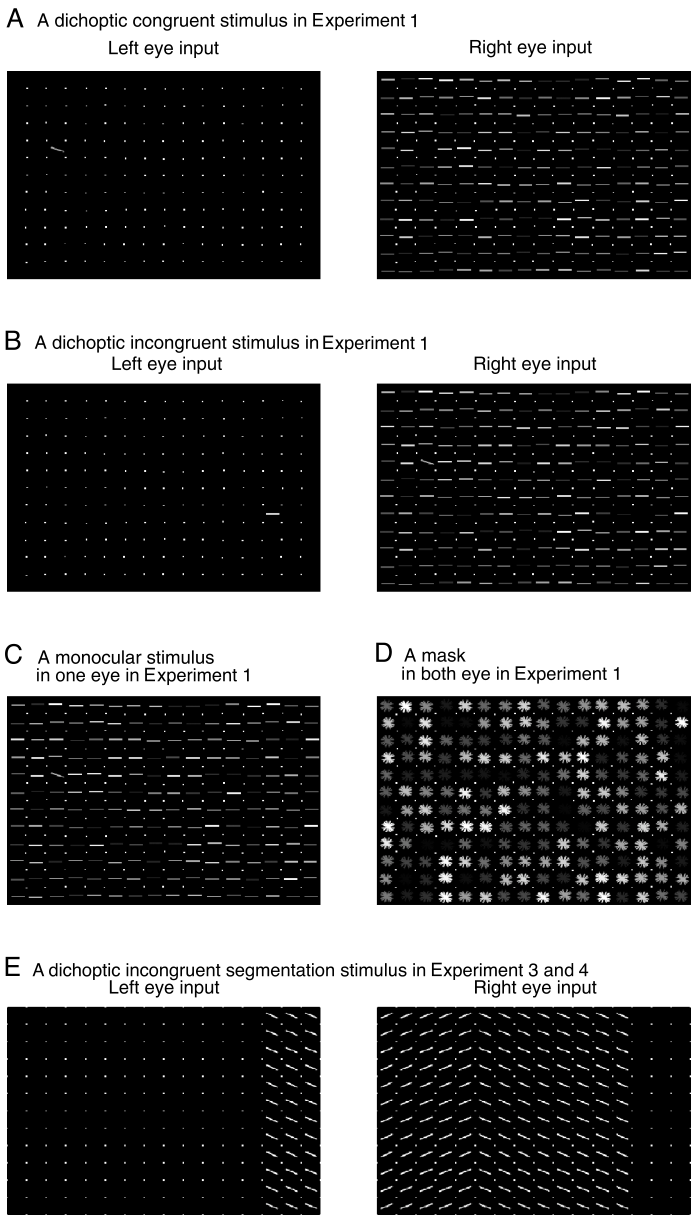 A A dichoptic congruent stimulus in Experiment 1
Left eye input
Right eye input
B A dichoptic incongruent stimulus in Experiment 1
Left eye input
Right eye input
C A monocular stimulus
in one eye in Experiment 1
D A mask
in both eye in Experiment 1
E A dichoptic incongruent segmentation stimulus in Experiment 3 and 4
Left eye input
Right eye input